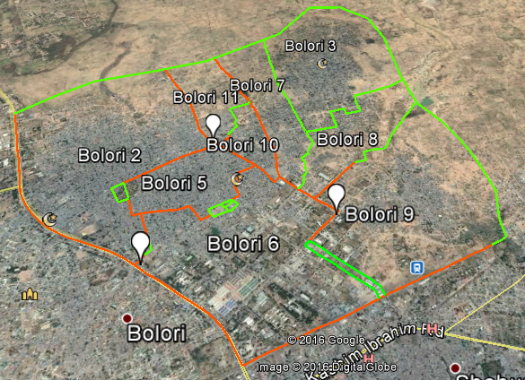 Bolori 3
Bolori 7
Bolori 11
Bolori 10
Bolori 8
Bolori 2
Bolori 5
Bolori 9
Bolori 6
Bolori
© 2016 Google
Kasshim Ibrahim Rd
Image © 2016 DigitalGlobe